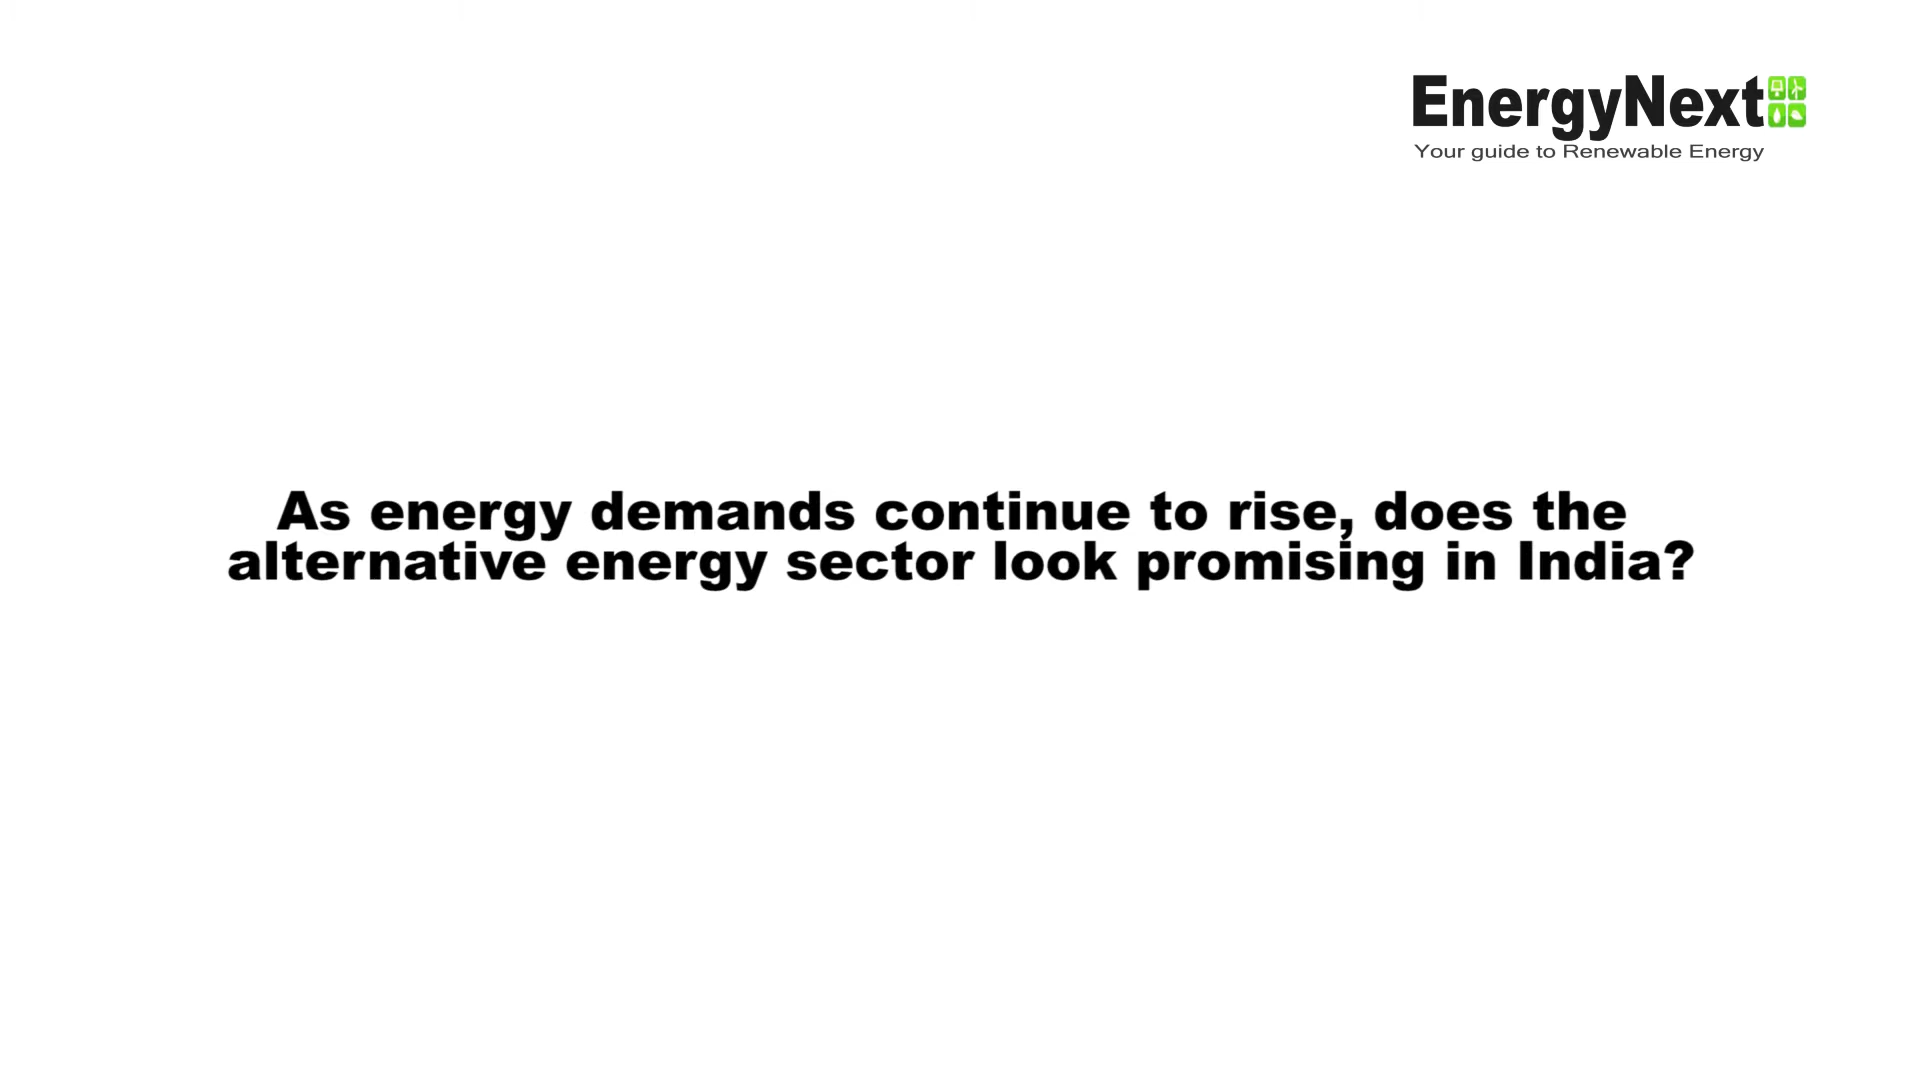 EnergyNext
Your guide to Renewable Energy
As energy demands continue to rise, does the
alternative energy sector look promising in India?